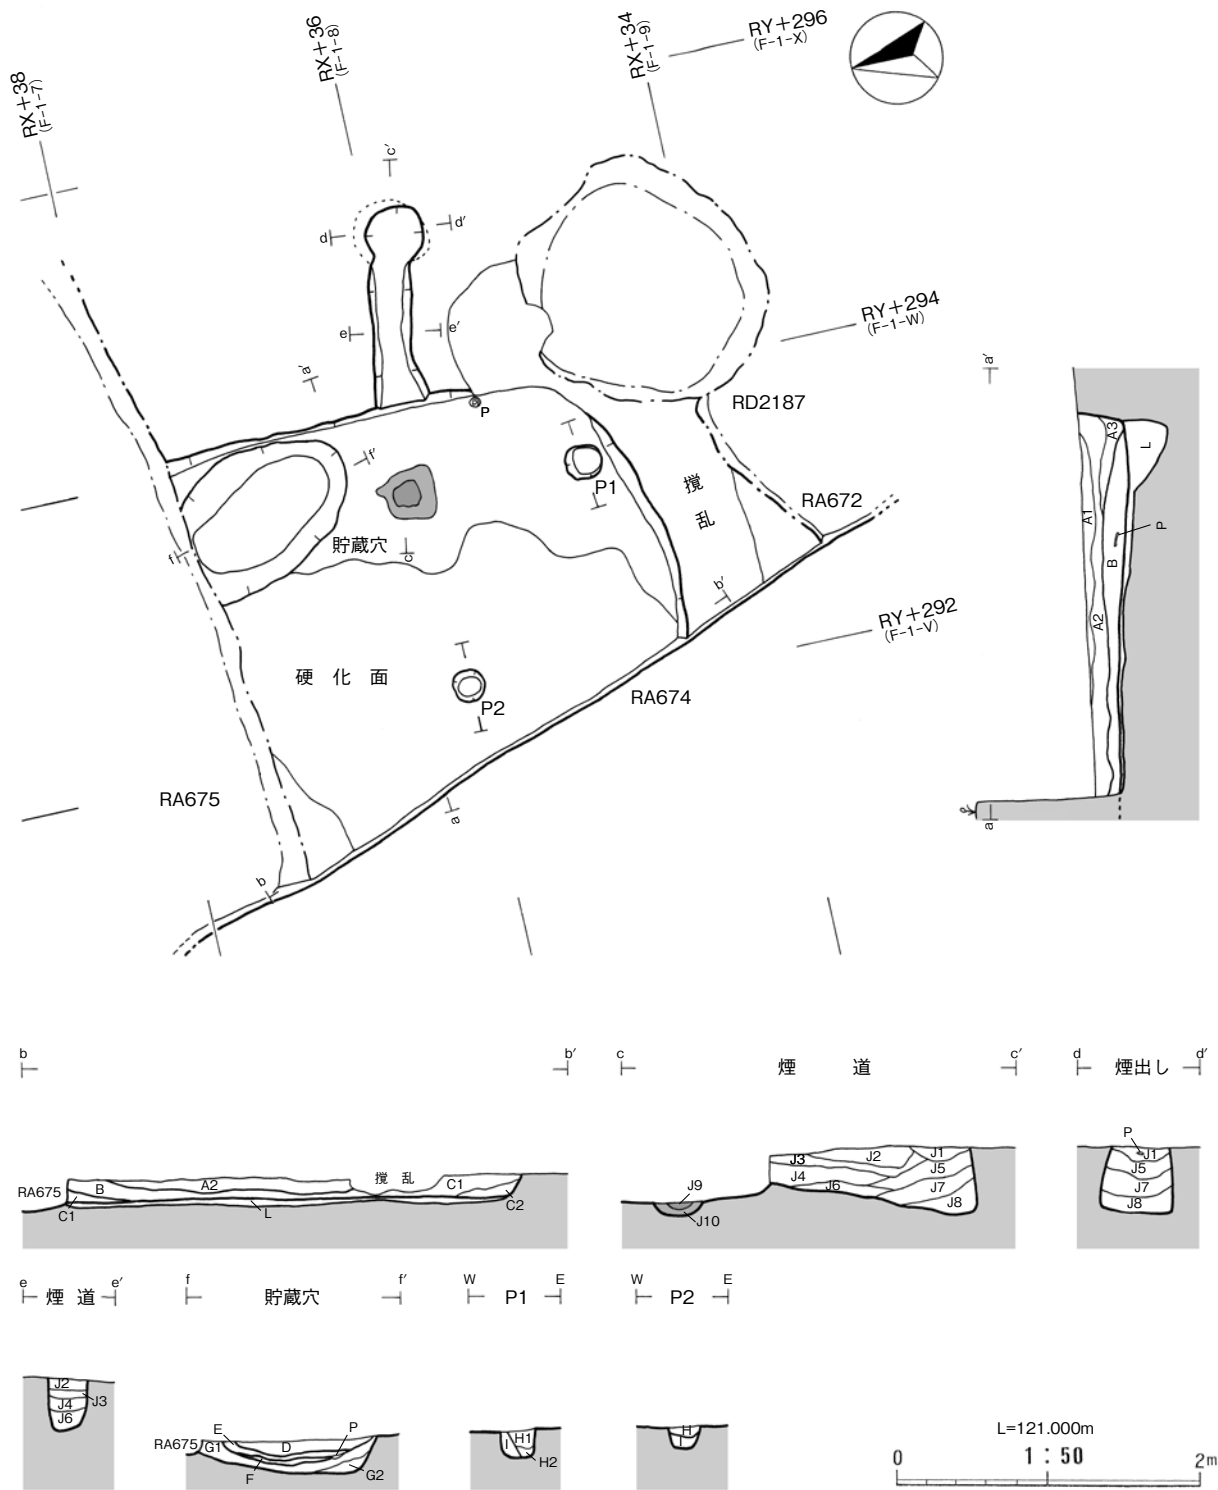 RX+38
(F-1-7)
RX+36
(F-1-8)
RX+34
(F-1-9)
RY+296
(F-1-X)
c′
d
d′
e
e′
a′
RY+294
(F-1-W)
P
RD2187
f′
P1
撹
乱
RA672
貯蔵穴
c
f
b′
RY+292
(F-1-V)
硬 化 面
P2
RA674
RA675
a
b
a′
A3
L
A1
P
B
A2
a
b
b′
RA675
B
A2
撹 乱
C1
C1
L
C2
c
煙 道
c′
J3
J2
J1
J4
J5
J6
J7
J9
J8
J10
d
煙出し
d′
P
J1
J5
J7
J8
e
煙 道
e′
J2
J3
J4
J6
f
貯蔵穴
f′
E
P
RA675
G1
D
F
G2
W
P1
E
I
H1
H2
W
P2
E
H
I
L=121.000m
1:50
0
2m